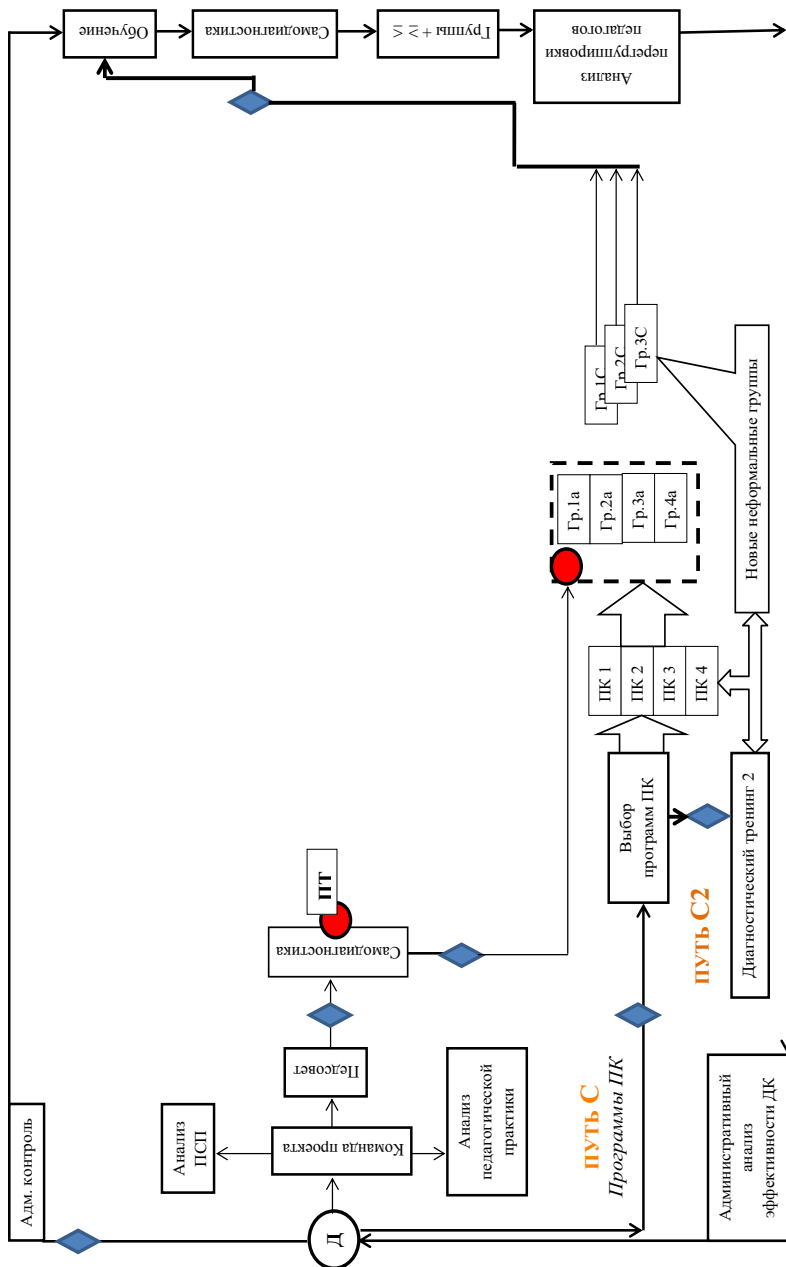 Адм. контроль
Обучение
Самодиагностика
Группы + ≥ ≤
Анализ
перегруппировки
педагогов
Анализ
ПСП
Д
Команда проекта
Педсовет
Самодиагностика
ПТ
Анализ
педагогической
практики
ПУТЬ С
Программы ПК
Выбор
программ ПК
ПК 1
ПК 2
ПК 3
ПК 4
Гр.1а
Гр.2а
Гр.3а
Гр.4а
Гр.1С
Гр.2С
Гр.3С
ПУТЬ С2
Административный
анализ
эффективности ДК
Диагностический тренинг 2
Новые неформальные группы